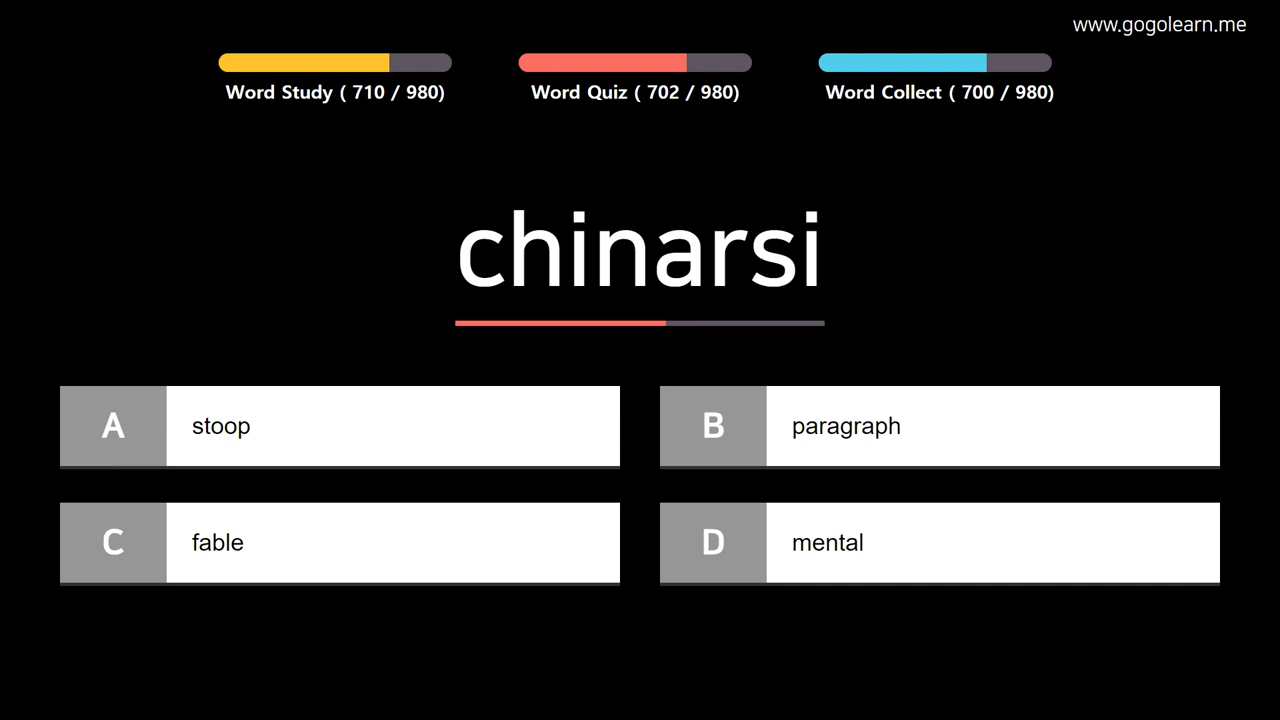 www.gogolearn.me
Word Study ( 710 / 980)
Word Quiz ( 702 / 980)
Word Collect ( 700 / 980)
chinarsi
A stoop
B paragraph
C fable
D mental